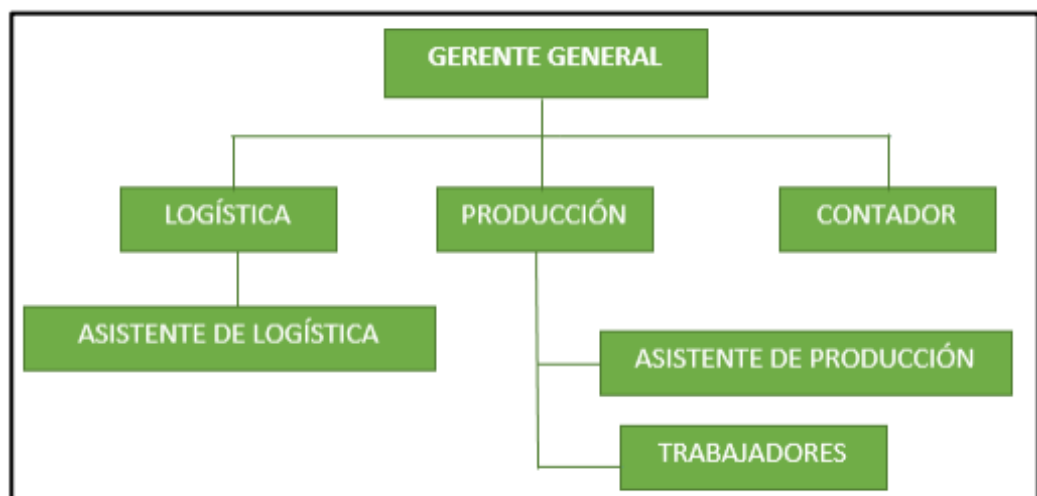 GERENTE GENERAL
LOGÍSTICA
PRODUCCIÓN
CONTADOR
ASISTENTE DE LOGÍSTICA
ASISTENTE DE PRODUCCIÓN
TRABAJADORES